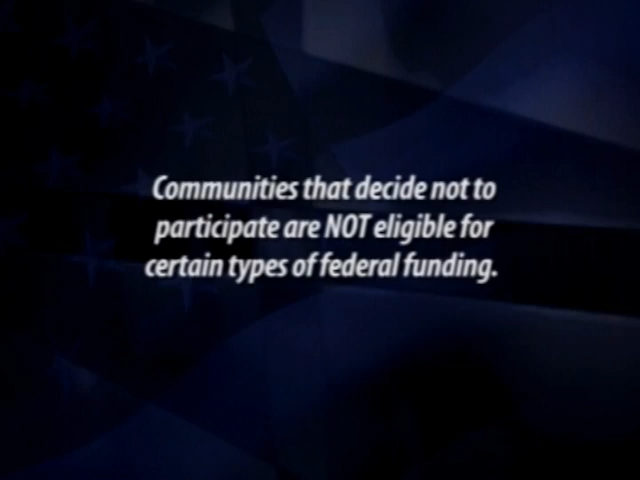 Communities that decide not to
participate are NOT eligible for
certain types of federal funding.